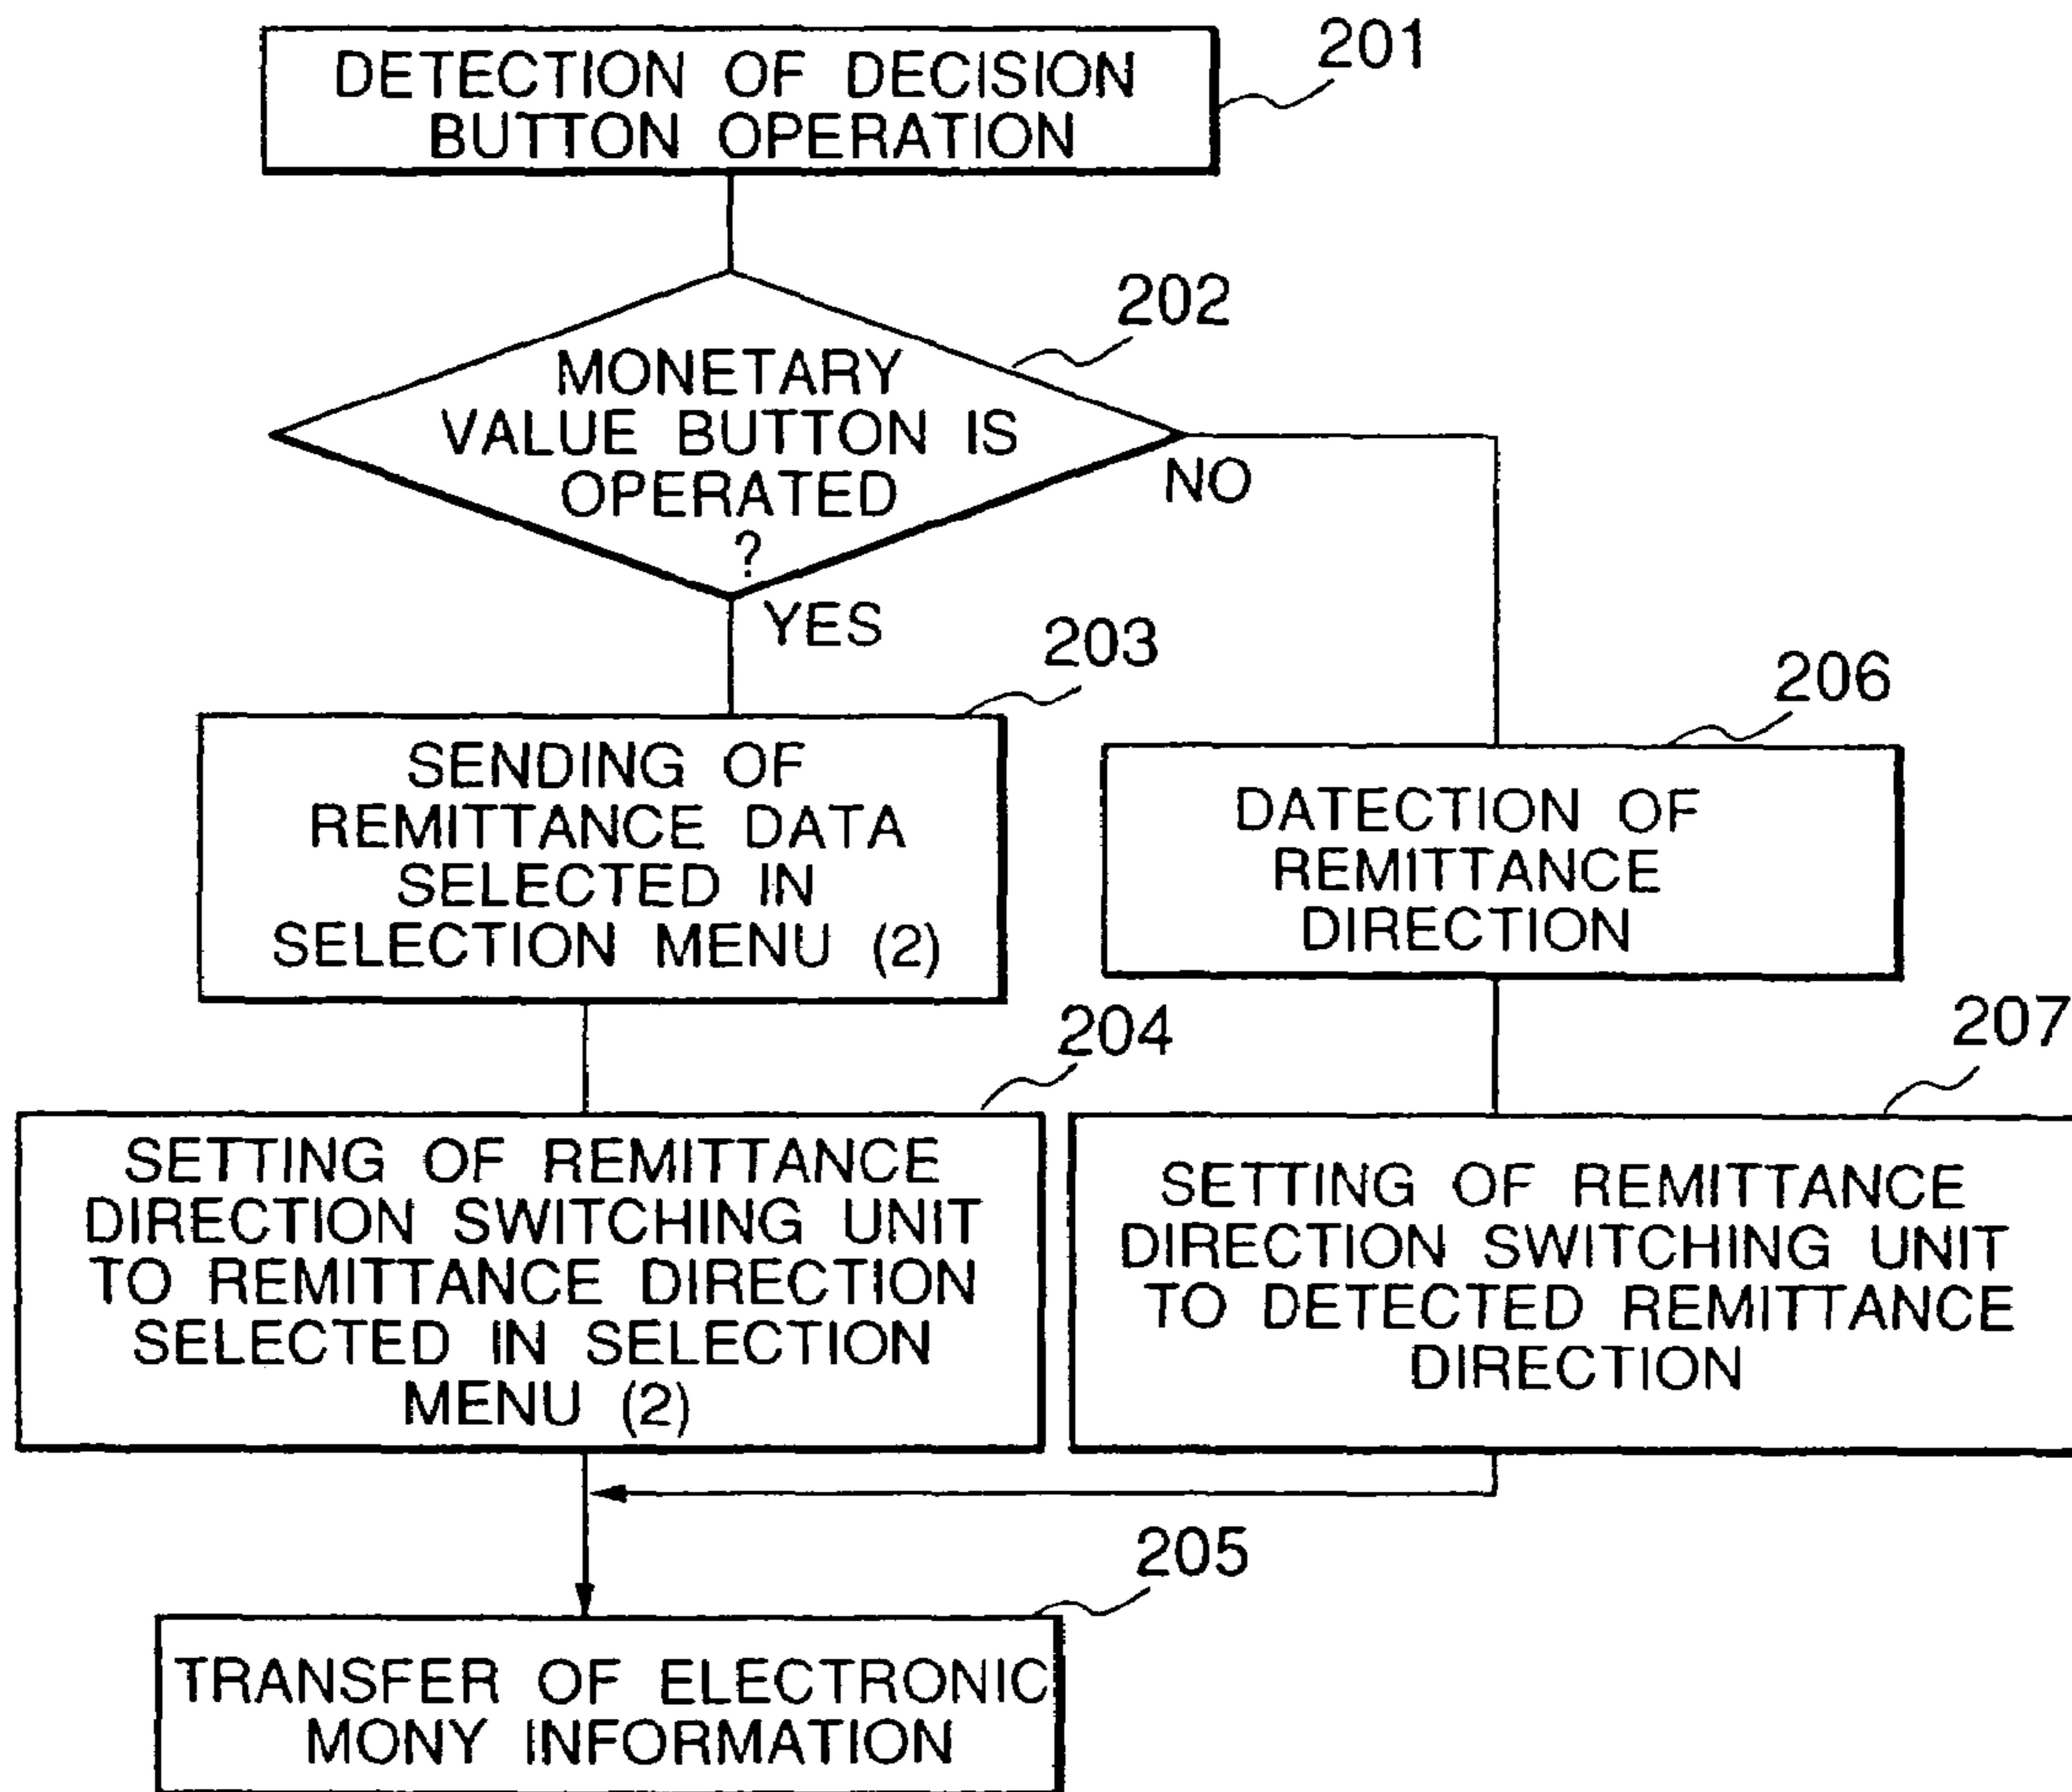 DETECTION OF DECISION
BUTTON OPERATION
201
MONETARY
VALUE BUTTON IS
OPERATED
?
202
NO
YES
203
SENDING OF
REMITTANCE DATA
SELECTED IN
SELECTION MENU (2)
206
DATECTION OF
REMITTANCE
DIRECTION
204
SETTING OF REMITTANCE
DIRECTION SWITCHING UNIT
TO REMITTANCE DIRECTION
SELECTED IN SELECTION
MENU (2)
207
SETTING OF REMITTANCE
DIRECTION SWITCHING UNIT
TO DETECTED REMITTANCE
DIRECTION
205
TRANSFER OF ELECTRONIC
MONY INFORMATION